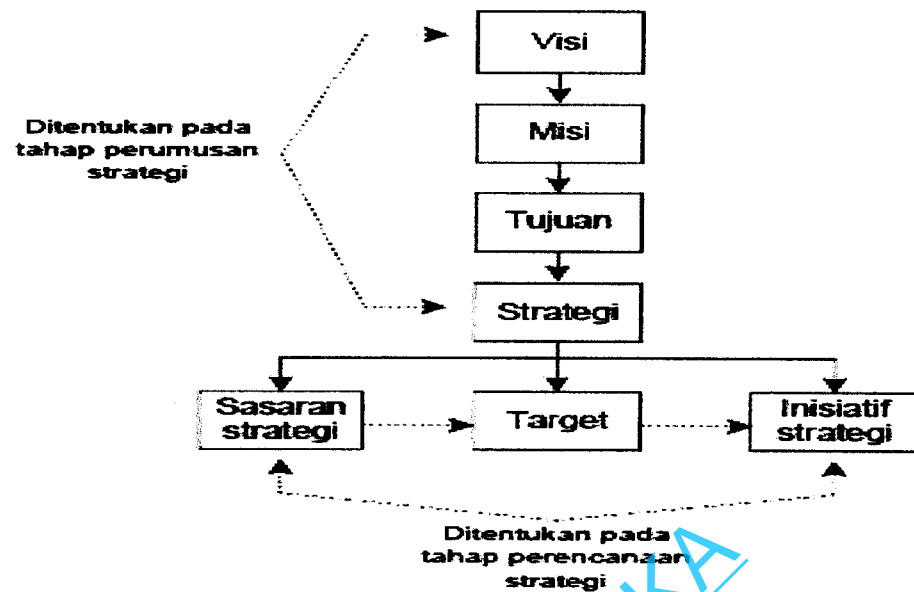 Visi
Misi
Ditentukan pada
tahap perumusan
strategi
Tujuan
Strategi
Sasaran
strategi
Target
Inisiatif
strategi
Ditentukan pada
tahap perencanaan
strategi
KA